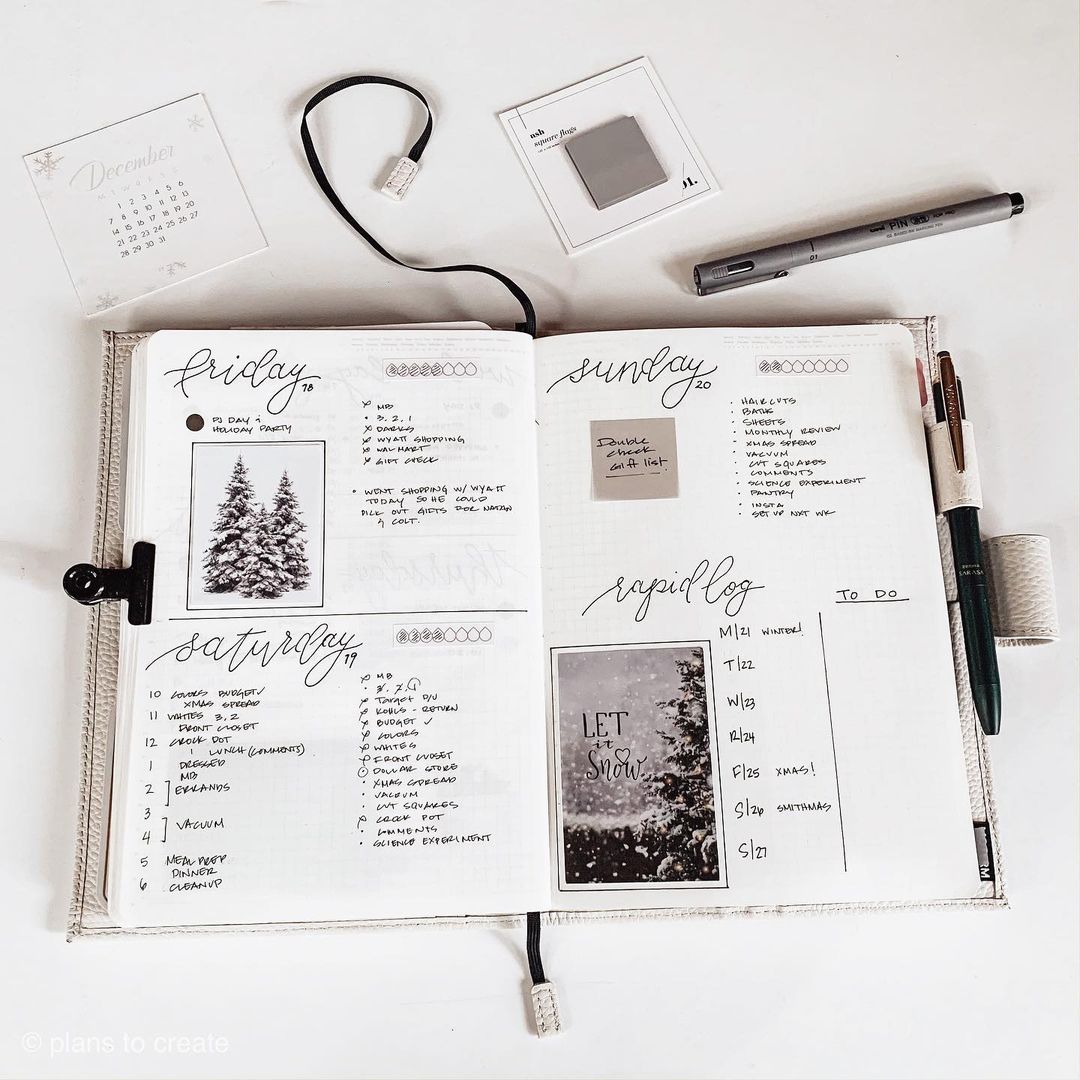 December
1 2 3 4 5 6
7 8 9 10 11 12 13
14 15 16 17 18 19 20
21 22 23 24 25 26 27
28 29 30 31
nsh
square flags
01.
uni PIN
01
friday
18
PJ DAY &
HOLIDAY PARTY
MB
3, 2, 1
DARKS
WYATT SHOPPING
WALMART
GIFT CHECK
WENT SHOPPING W/ WYATT
TODAY SO HE COULD
PICK OUT GIFTS FOR NATHAN
& COLT.
saturday
19
10 COLORS BUDGET ✓
XMAS SPREAD
11 WHITES 3, 2
FRONT CLOSET
12 CROCK POT
1 LUNCH (COMMENTS)
1 DRESSED
MB
2 ] ERRANDS
3
4 ] VACUUM
5 MEAL PREP
DINNER
6 CLEANUP
MB
Target D/U
KOHLS - RETURN
BUDGET ✓
COLORS
WHITES
FRONT CLOSET
DOLLAR STORE
XMAS SPREAD
VACUUM
CUT SQUARES
CROCK POT
COMMENTS
SCIENCE EXPERIMENT
sunday
20
Double
check
Gift list
HAIRCUTS
BATHS
SHEETS
MONTHLY REVIEW
XMAS SPREAD
VACUUM
CUT SQUARES
COMMENTS
SCIENCE EXPERIMENT
PANTRY
INSTA
SET UP NXT WK
rapid log
TO DO
M/21 WINTER!
T/22
W/23
R/24
F/25 XMAS!
S/26 SMITHMAS
S/27
LET
it
Snow
SARASA
M
© plans to create